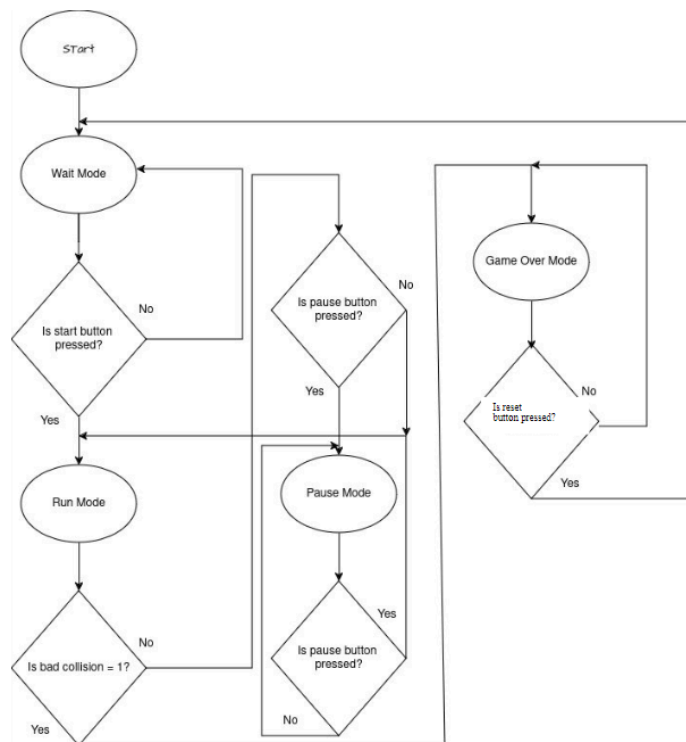 START
Wait Mode
Is start button
pressed?
No
Yes
Run Mode
Is bad collision = 1?
No
Yes
Is pause button
pressed?
No
Yes
Pause Mode
Is pause button
pressed?
Yes
No
Game Over Mode
Is reset
button pressed?
No
Yes